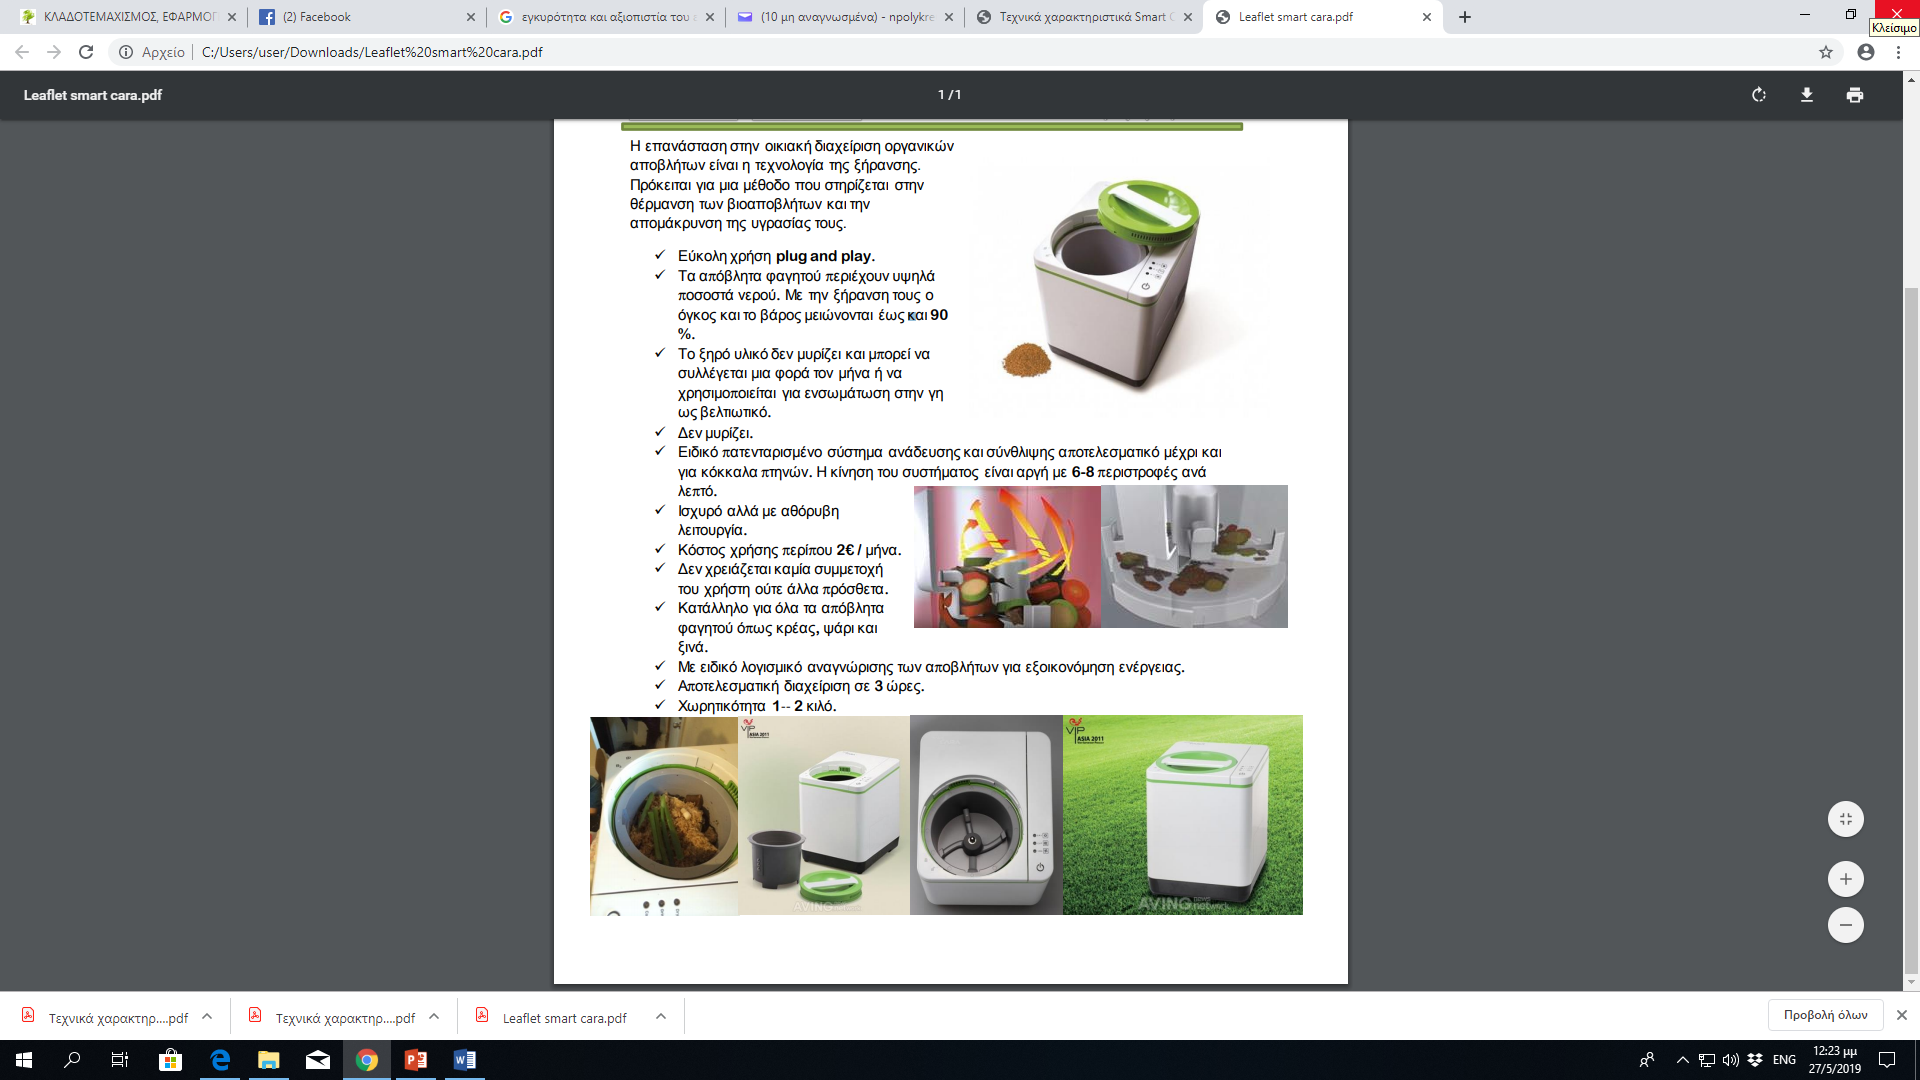 ΚΛΑΔΟΤΕΜΑΧΙΣΜΟΣ, ΕΦΑΡΜΟΓ
(2) Facebook
εγκυρότητα και αξιοπιστία του ε
(10 μη αναγνωσμένα) - npolykre
Τεχνικά χαρακτηριστικά Smart C
Leaflet smart cara.pdf
Κλείσιμο
Αρχείο
C:/Users/user/Downloads/Leaflet%20smart%20cara.pdf
Leaflet smart cara.pdf
1 / 1
Η επανάσταση στην οικιακή διαχείριση οργανικών
αποβλήτων είναι η τεχνολογία της ξήρανσης.
Πρόκειται για μια μέθοδο που στηρίζεται στην
θέρμανση των βιοαποβλήτων και την
απομάκρυνση της υγρασίας τους.
✓ Εύκολη χρήση plug and play.
✓ Τα απόβλητα φαγητού περιέχουν υψηλά
ποσοστά νερού. Με την ξήρανση τους ο
όγκος και το βάρος μειώνονται έως και 90
%.
✓ Το ξηρό υλικό δεν μυρίζει και μπορεί να
συλλέγεται μια φορά τον μήνα ή να
χρησιμοποιείται για ενσωμάτωση στην γη
ως βελτιωτικό.
✓ Δεν μυρίζει.
✓ Ειδικό πατενταρισμένο σύστημα ανάδευσης και σύνθλιψης αποτελεσματικό μέχρι και
για κόκκαλα πτηνών. Η κίνηση του συστήματος είναι αργή με 6-8 περιστροφές ανά
λεπτό.
✓ Ισχυρό αλλά με αθόρυβη
λειτουργία.
✓ Κόστος χρήσης περίπου 2€ / μήνα.
✓ Δεν χρειάζεται καμία συμμετοχή
του χρήστη ούτε άλλα πρόσθετα.
✓ Κατάλληλο για όλα τα απόβλητα
φαγητού όπως κρέας, ψάρι και
ξινά.
✓ Με ειδικό λογισμικό αναγνώρισης των αποβλήτων για εξοικονόμηση ενέργειας.
✓ Αποτελεσματική διαχείριση σε 3 ώρες.
✓ Χωρητικότητα 1-- 2 κιλό.
VIP
ASIA 2011
VIP
ASIA 2011
AVING
AVING
Τεχνικά χαρακτηρ....pdf
Τεχνικά χαρακτηρ....pdf
Leaflet smart cara.pdf
Προβολή όλων
ENG
12:23 μμ
27/5/2019